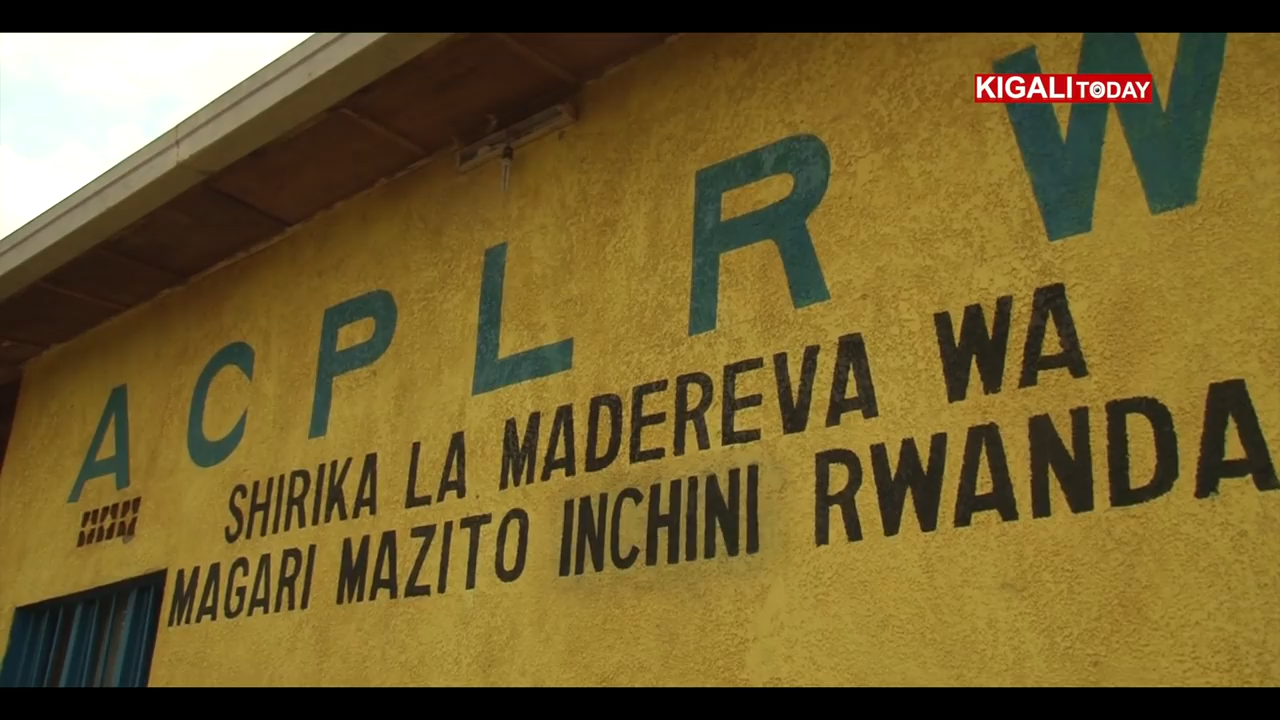 KIGALI TODAY
A C P L R W
SHIRIKA LA MADEREVA WA
MAGARI MAZITO INCHINI RWANDA